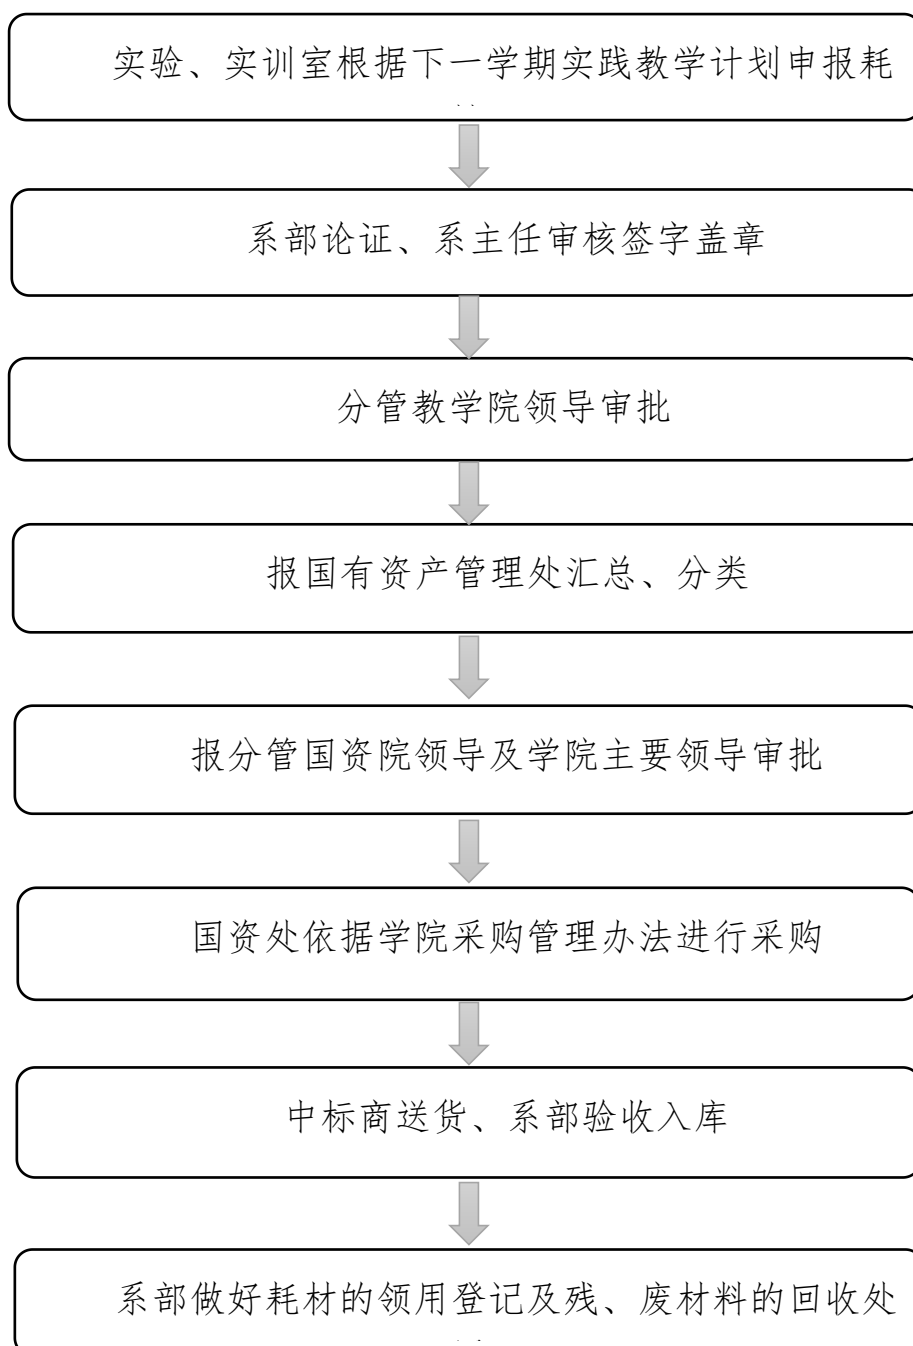 实验、实训室根据下一学期实践教学计划申报耗
系部论证、系主任审核签字盖章
分管教学院领导审批
报国有资产管理处汇总、分类
报分管国资院领导及学院主要领导审批
国资处依据学院采购管理办法进行采购
中标商送货、系部验收入库
系部做好耗材的领用登记及残、废材料的回收处